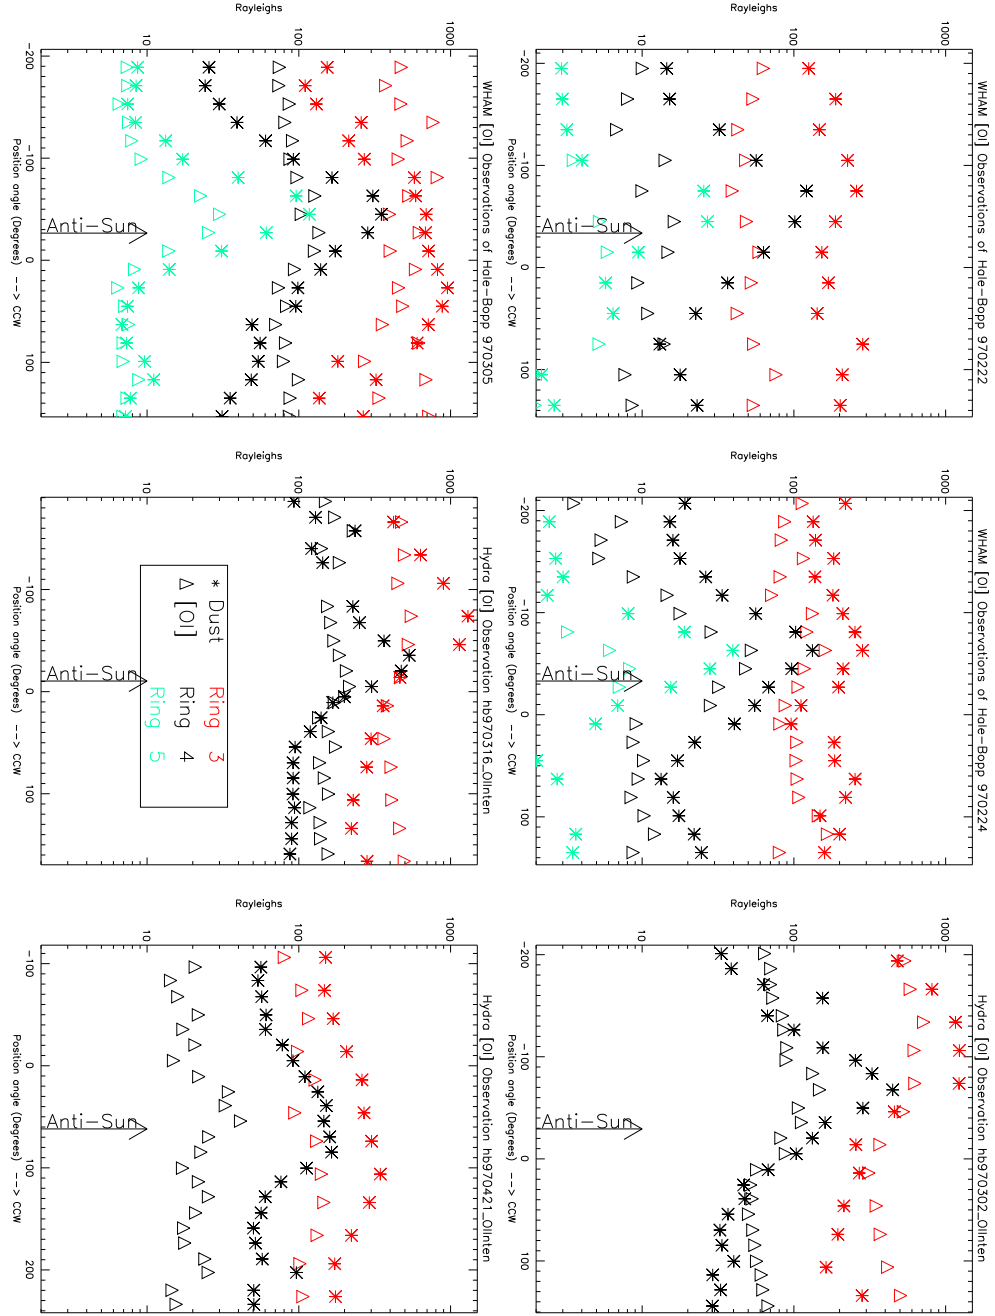 WHAM [OI] Observations of Hale-Bopp 970222
1000
100
10
Rayleighs
Anti-Sun
-200 -100 0 100
Position angle (Degrees) --> CCW
WHAM [OI] Observations of Hale-Bopp 970224
1000
100
10
Rayleighs
Anti-Sun
-200 -100 0 100
Position angle (Degrees) --> CCW
Hydra [OI] Observation hb970302_OIInten
1000
100
10
Rayleighs
Anti-Sun
-200 -100 0 100
Position angle (Degrees) --> CCW
WHAM [OI] Observations of Hale-Bopp 970305
1000
100
10
Rayleighs
Anti-Sun
-200 -100 0 100
Position angle (Degrees) --> CCW
Hydra [OI] Observation hb970316_OIInten
1000
100
10
Rayleighs
* Dust Ring 3
Δ [OI] Ring 4
Ring 5
Anti-Sun
-100 0 100
Position angle (Degrees) --> CCW
Hydra [OI] Observation hb970421_OIInten
1000
100
10
Rayleighs
Anti-Sun
-100 0 100 200
Position angle (Degrees) --> CCW